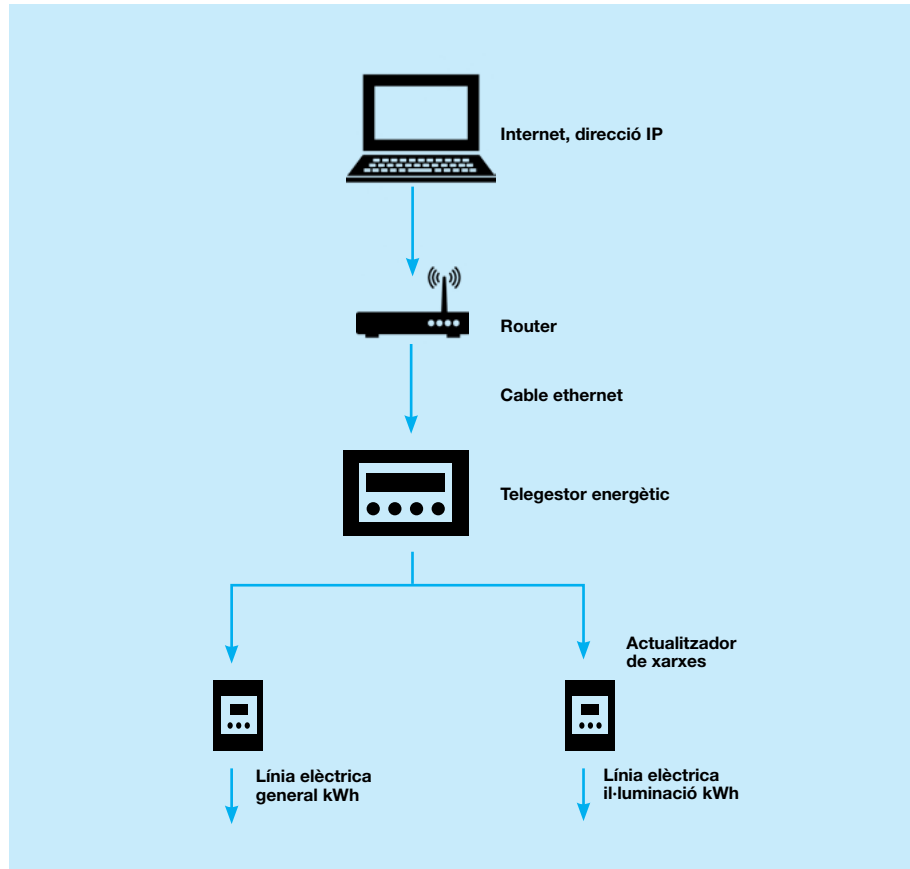 Internet, direcció IP
Router
Cable ethernet
Telegestor energètic
Actualitzador
de xarxes
Línia elèctrica
general kWh
Línia elèctrica
il·luminació kWh